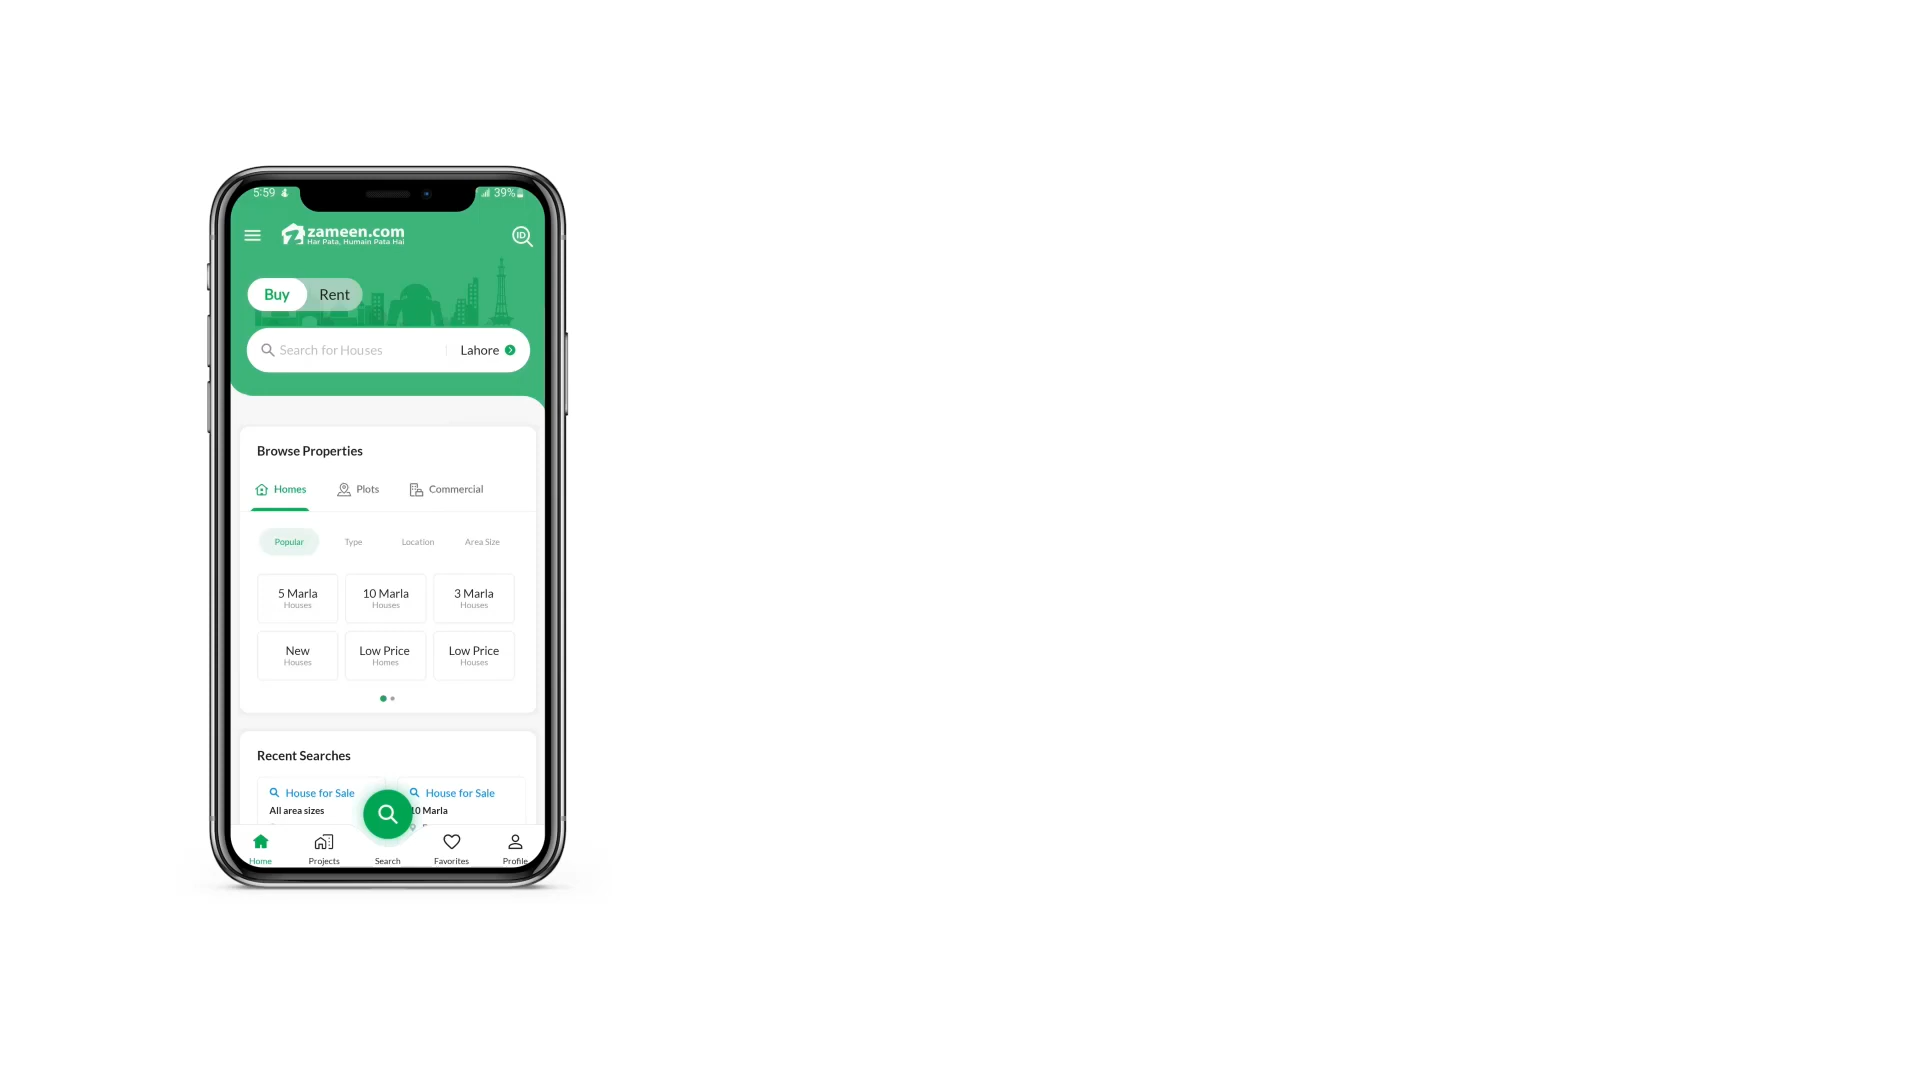 5:59
39%
zameen.com
Har Pata, Humain Pata Hai
ID
Buy Rent
Search for Houses Lahore
Browse Properties
Homes Plots Commercial
Popular Type Location Area Size
5 Marla 10 Marla 3 Marla
Houses Houses Houses
New Low Price Low Price
Houses Homes Houses
Recent Searches
House for Sale House for Sale
All area sizes 10 Marla
Home Projects Search Favorites Profile